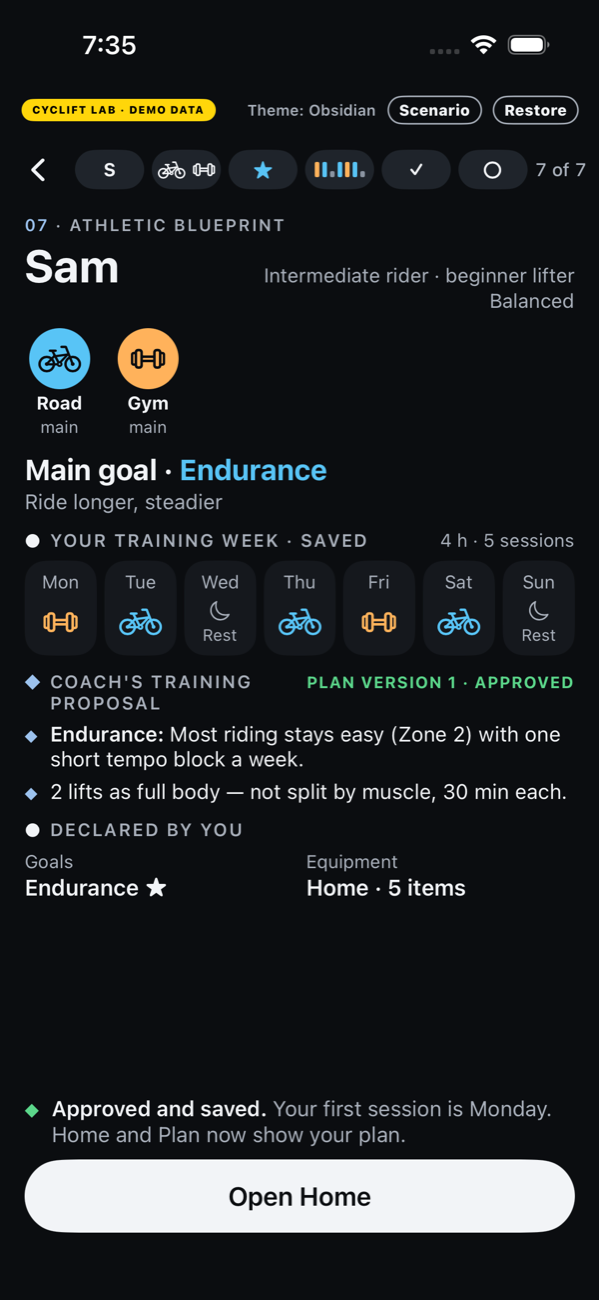 7:35
CYCLIFT LAB · DEMO DATA
Theme: Obsidian
Scenario
Restore
S
7 of 7
07 · ATHLETIC BLUEPRINT
Sam
Intermediate rider · beginner lifter
Balanced
Road
main
Gym
main
Main goal · Endurance
Ride longer, steadier
YOUR TRAINING WEEK · SAVED
4 h · 5 sessions
Mon
Tue
Wed
Rest
Thu
Fri
Sat
Sun
Rest
COACH'S TRAINING
PROPOSAL
PLAN VERSION 1 · APPROVED
Endurance: Most riding stays easy (Zone 2) with one
short tempo block a week.
2 lifts as full body — not split by muscle, 30 min each.
DECLARED BY YOU
Goals
Endurance ★
Equipment
Home · 5 items
Approved and saved. Your first session is Monday.
Home and Plan now show your plan.
Open Home